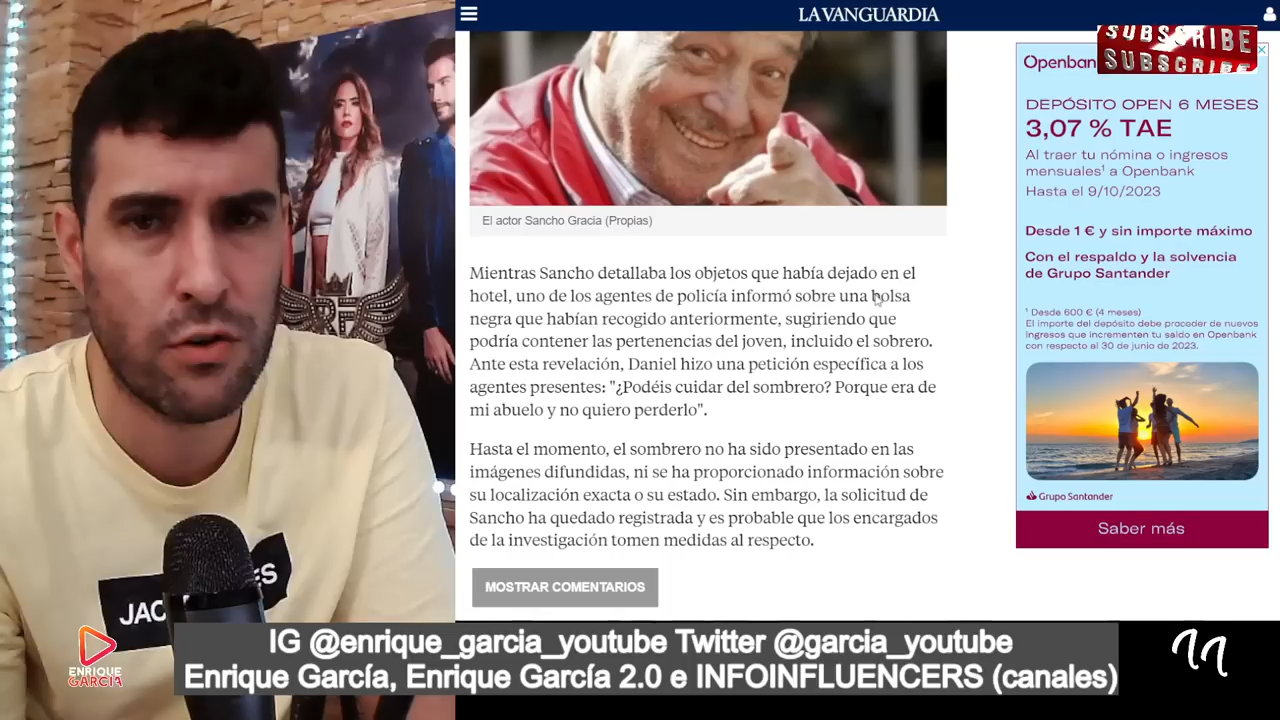 LA VANGUARDIA
SUBSCRIBE
SUBSCRIBE
Openban
DEPÓSITO OPEN 6 MESES
3,07 % TAE
Al traer tu nómina o ingresos
mensuales¹ a Openbank
Hasta el 9/10/2023
Desde 1 € y sin importe máximo
Con el respaldo y la solvencia
de Grupo Santander
¹ Desde 600 € (4 meses)
El importe del depósito debe proceder de nuevos
ingresos que incrementen tu saldo en Openbank
con respecto al 30 de junio de 2023.
Grupo Santander
Saber más
El actor Sancho Gracia (Propias)
Mientras Sancho detallaba los objetos que había dejado en el
hotel, uno de los agentes de policía informó sobre una bolsa
negra que habían recogido anteriormente, sugiriendo que
podría contener las pertenencias del joven, incluido el sobrero.
Ante esta revelación, Daniel hizo una petición específica a los
agentes presentes: "¿Podéis cuidar del sombrero? Porque era de
mi abuelo y no quiero perderlo".
Hasta el momento, el sombrero no ha sido presentado en las
imágenes difundidas, ni se ha proporcionado información sobre
su localización exacta o su estado. Sin embargo, la solicitud de
Sancho ha quedado registrada y es probable que los encargados
de la investigación tomen medidas al respecto.
MOSTRAR COMENTARIOS
IG @enrique_garcia_youtube Twitter @garcia_youtube
Enrique García, Enrique García 2.0 e INFOINFLUENCERS (canales)
ENRIQUE
GARCÍA